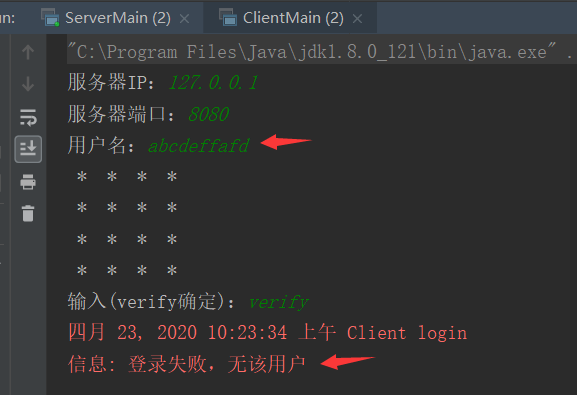 un: ServerMain (2) × ClientMain (2) ×
"C:\Program Files\Java\jdk1.8.0_121\bin\java.exe" .
服务器IP：127.0.0.1
服务器端口：8080
用户名：abcdeffafd
* * * *
* * * *
* * * *
* * * *
输入(verify确定)：verify
四月 23, 2020 10:23:34 上午 Client login
信息: 登录失败，无该用户